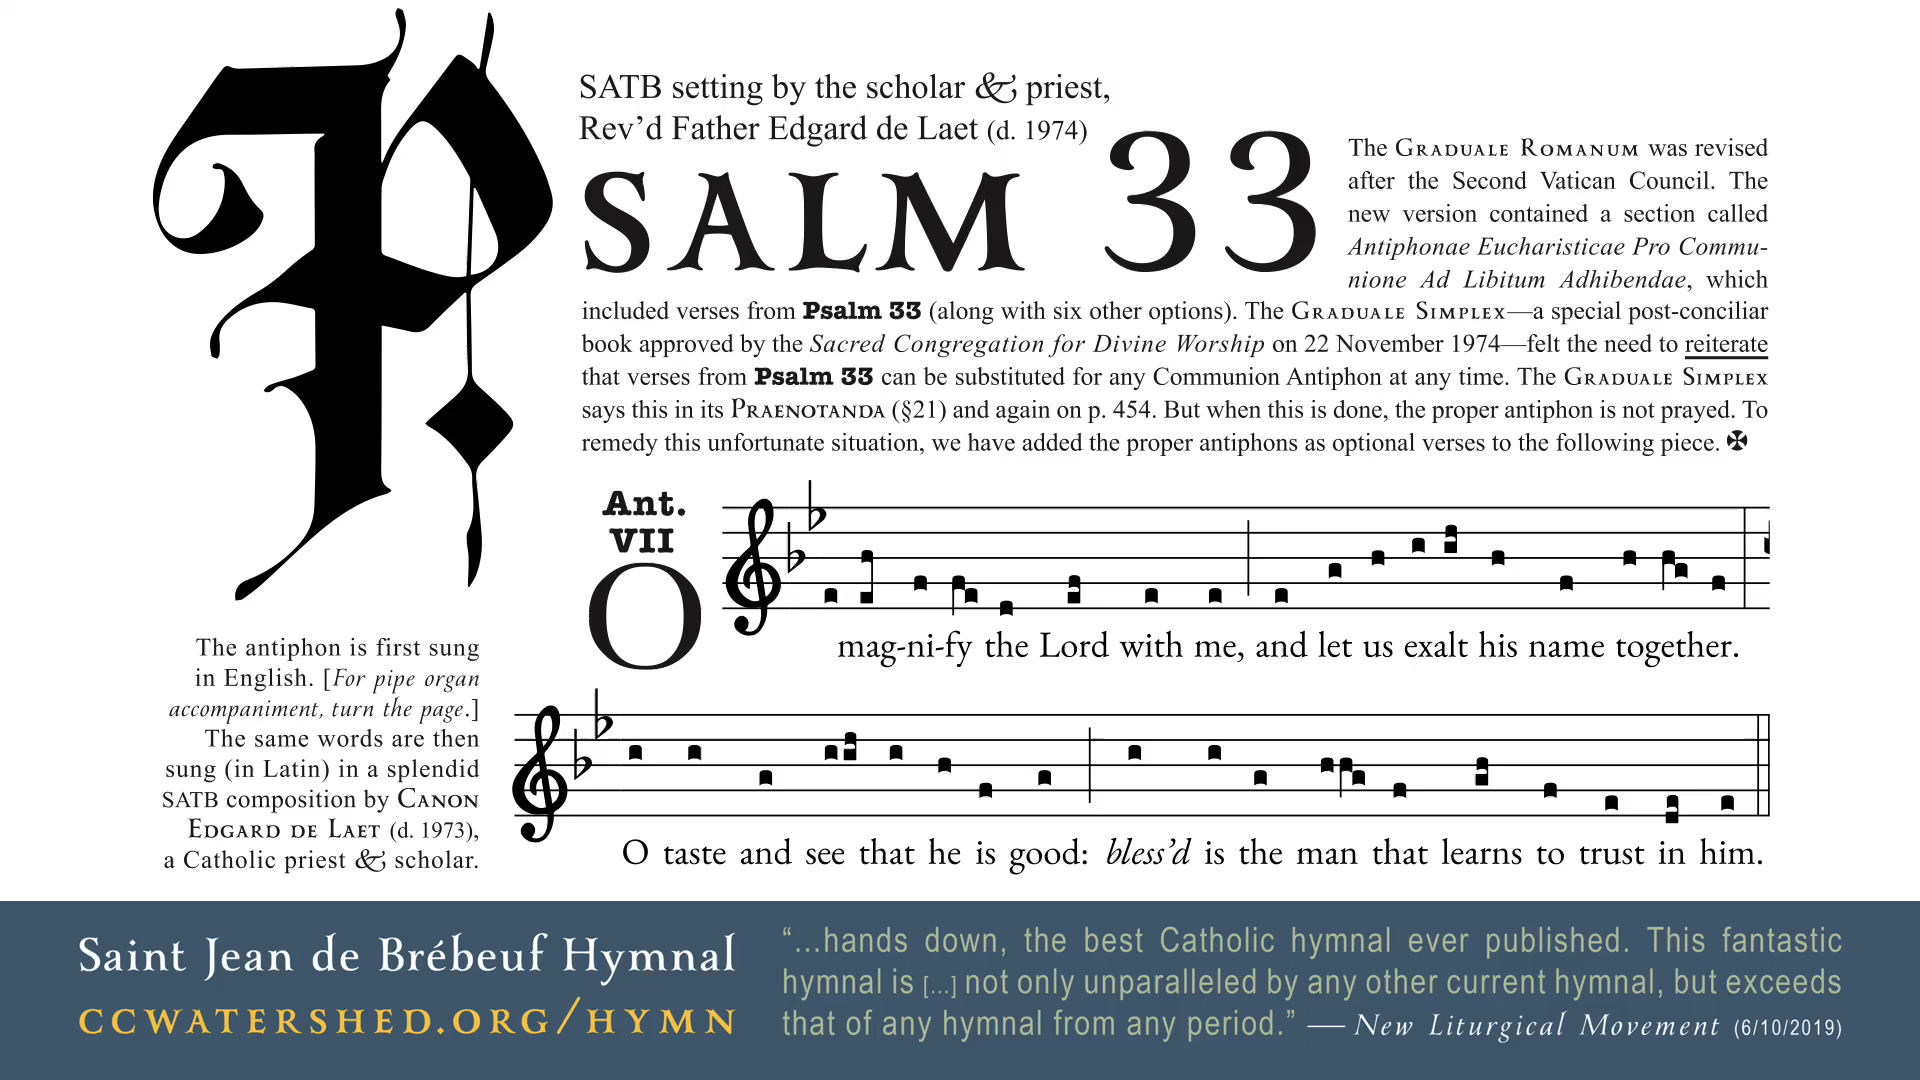 SATB setting by the scholar & priest,
Rev’d Father Edgard de Laet (d. 1974)
PSALM 33
The Graduale Romanum was revised
after the Second Vatican Council. The
new version contained a section called
Antiphonae Eucharisticae Pro Commu-
nione Ad Libitum Adhibendae, which
included verses from Psalm 33 (along with six other options). The Graduale Simplex—a special post-conciliar
book approved by the Sacred Congregation for Divine Worship on 22 November 1974—felt the need to reiterate
that verses from Psalm 33 can be substituted for any Communion Antiphon at any time. The Graduale Simplex
says this in its Praenotanda (§21) and again on p. 454. But when this is done, the proper antiphon is not prayed. To
remedy this unfortunate situation, we have added the proper antiphons as optional verses to the following piece. ✠
Ant.
VII
O mag-ni-fy the Lord with me, and let us exalt his name together.
O taste and see that he is good: bless’d is the man that learns to trust in him.
The antiphon is first sung
in English. [For pipe organ
accompaniment, turn the page.]
The same words are then
sung (in Latin) in a splendid
SATB composition by Canon
Edgard de Laet (d. 1973),
a Catholic priest & scholar.
Saint Jean de Brébeuf Hymnal
ccwatershed.org/hymn
“...hands down, the best Catholic hymnal ever published. This fantastic
hymnal is [...] not only unparalleled by any other current hymnal, but exceeds
that of any hymnal from any period.” — New Liturgical Movement (6/10/2019)